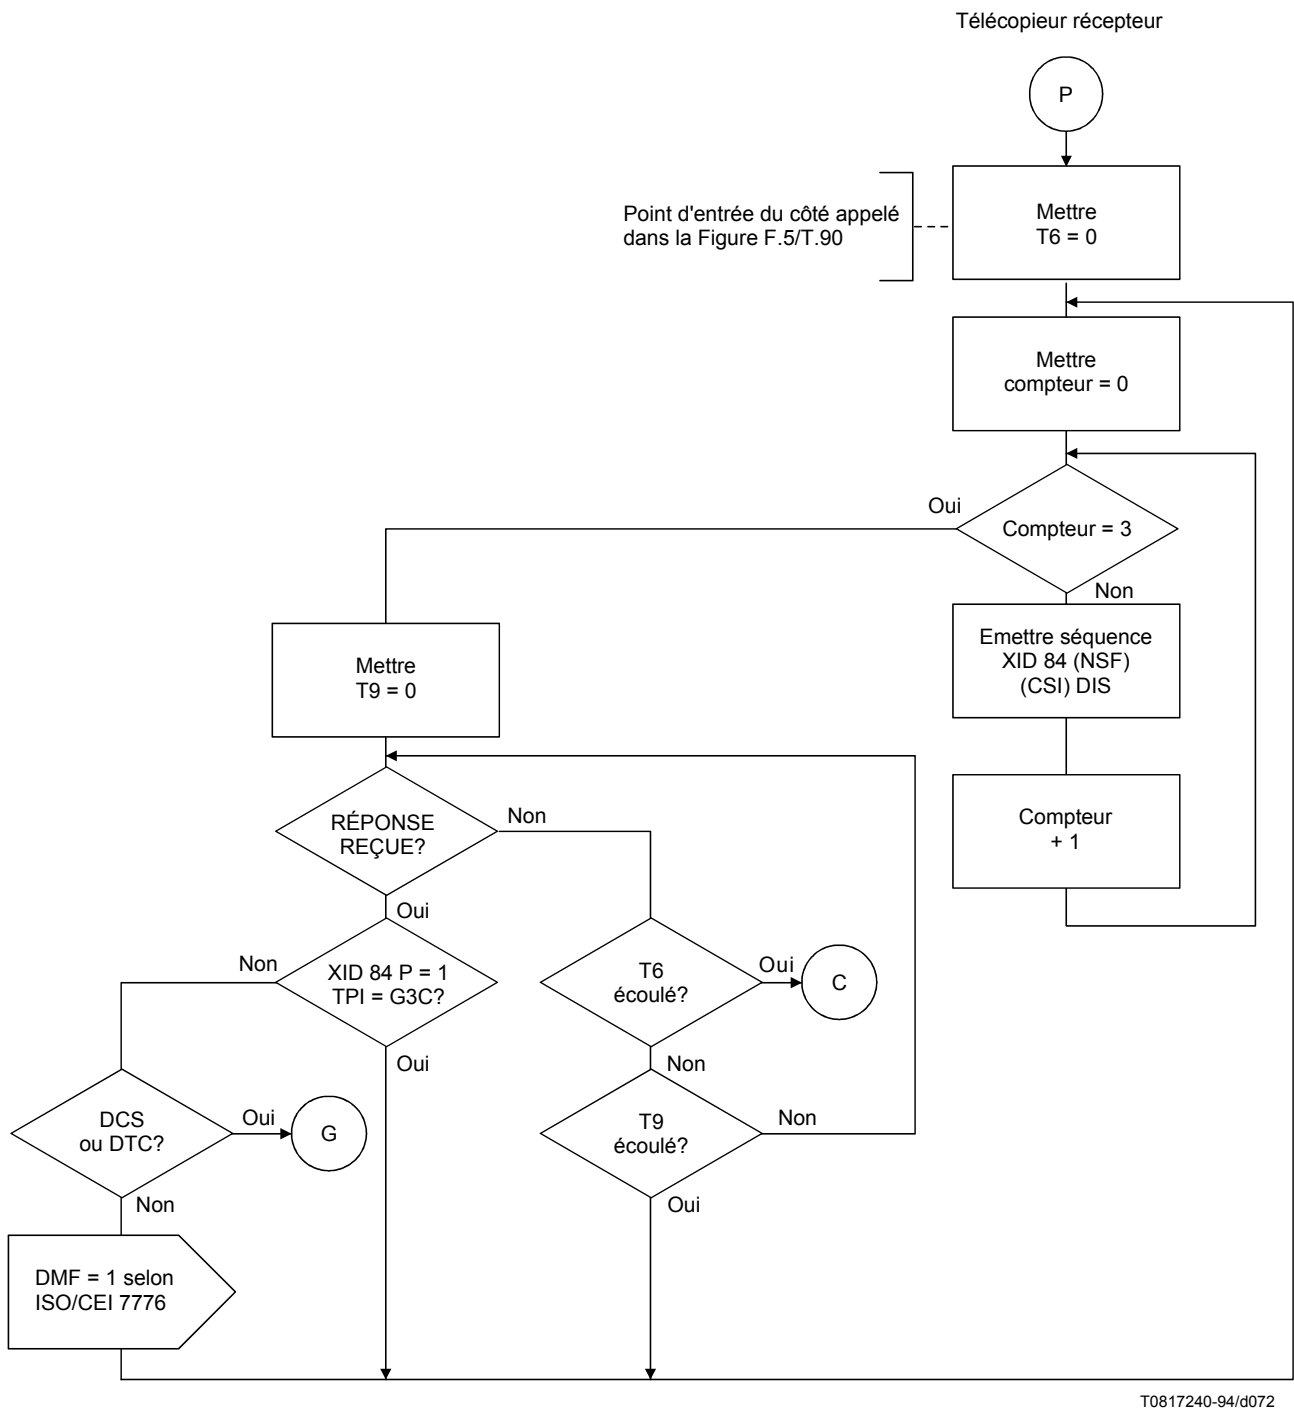 Télécopieur récepteur
P
Point d'entrée du côté appelé
dans la Figure F.5/T.90
Mettre
T6 = 0
Mettre
compteur = 0
Oui
Compteur = 3
Non
Emettre séquence
XID 84 (NSF)
(CSI) DIS
Mettre
T9 = 0
Compteur
+ 1
RÉPONSE
REÇUE?
Non
Oui
Non
XID 84 P = 1
TPI = G3C?
Oui
T6
écoulé?
Oui
C
Non
DCS
ou DTC?
Oui
G
Non
T9
écoulé?
Non
Oui
DMF = 1 selon
ISO/CEI 7776
T0817240-94/d072